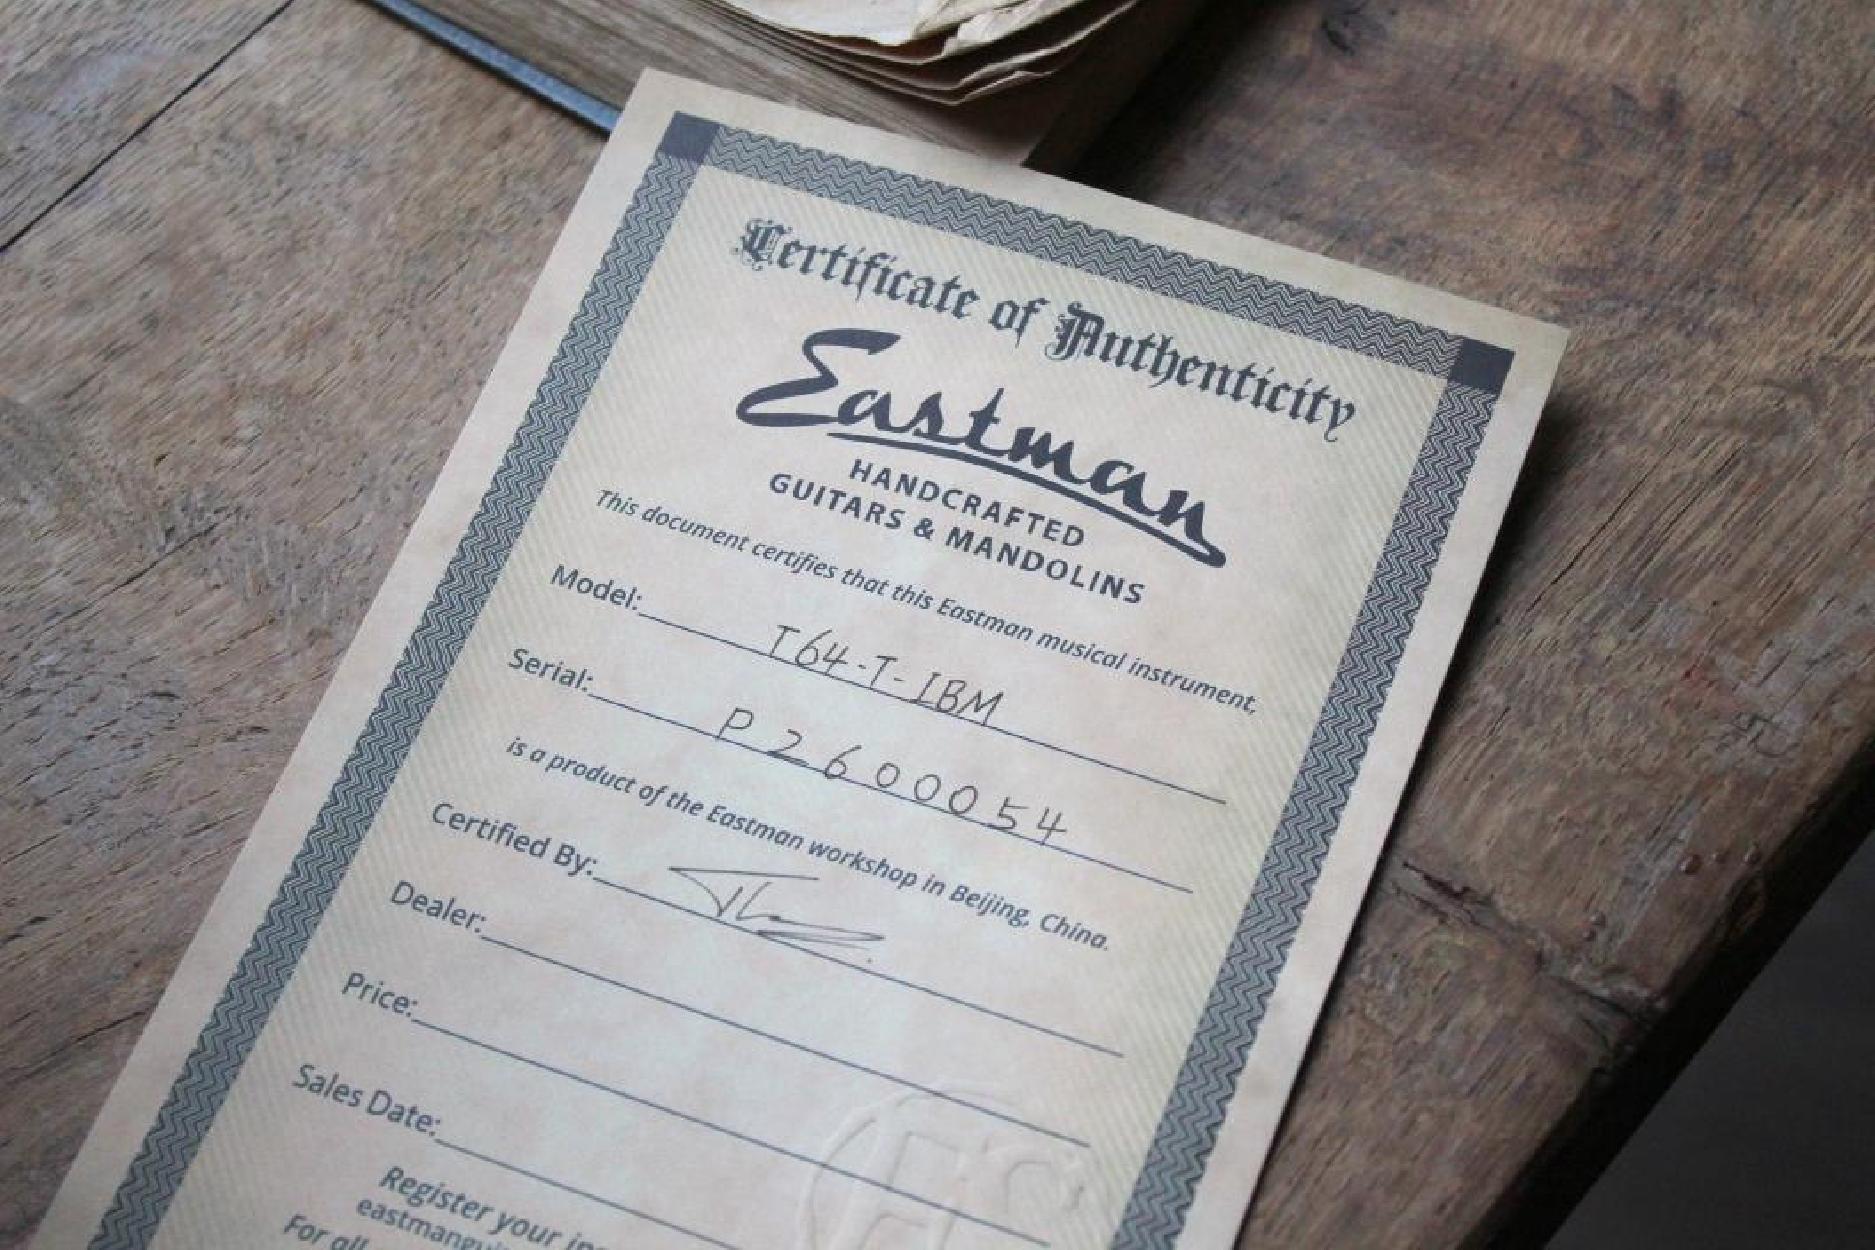 Certificate of Authenticity
Eastman
HANDCRAFTED
GUITARS & MANDOLINS
This document certifies that this Eastman musical instrument,
Model: T64-T-IBM
Serial: P2600054
is a product of the Eastman workshop in Beijing, China.
Certified By:
Dealer:
Price:
Sales Date:
Register your
For all